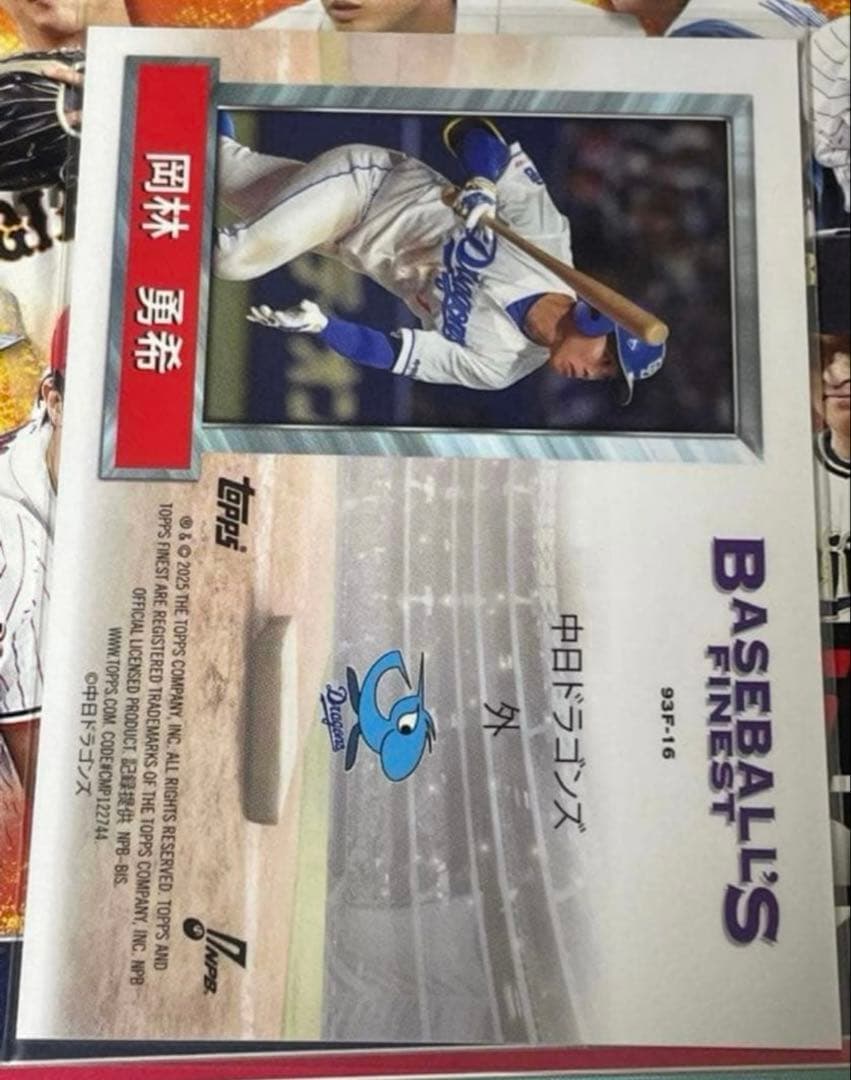 BASEBALL'S
FINEST
93F-16
中日ドラゴンズ
外
Dragons
岡林 勇希
Dragons
topps
® & © 2025 THE TOPPS COMPANY, INC. ALL RIGHTS RESERVED. TOPPS AND
TOPPS FINEST ARE REGISTERED TRADEMARKS OF THE TOPPS COMPANY, INC. NPB
OFFICIAL LICENSED PRODUCT. 記録提供 NPB-BIS
WWW.TOPPS.COM. CODE#CMP122744
©中日ドラゴンズ
NPB